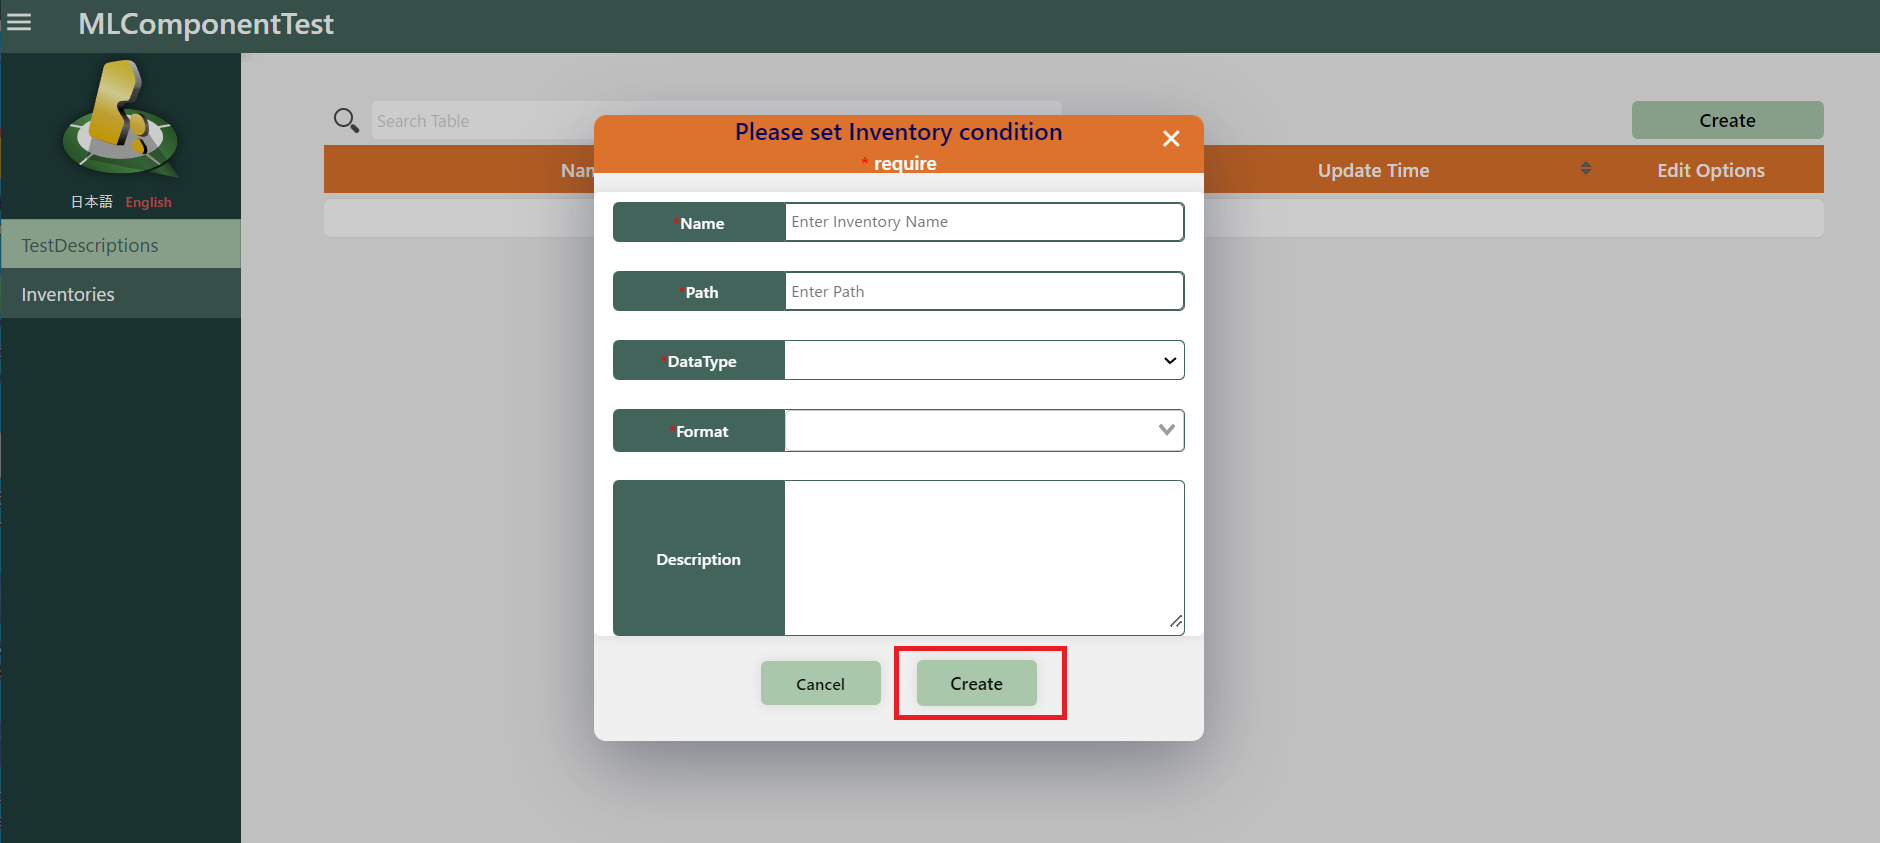 MLComponentTest
日本語 English
TestDescriptions
Inventories
Search Table
Create
Update Time
Edit Options
Please set Inventory condition
* require
*Name
Enter Inventory Name
*Path
Enter Path
*DataType
*Format
Description
Cancel
Create